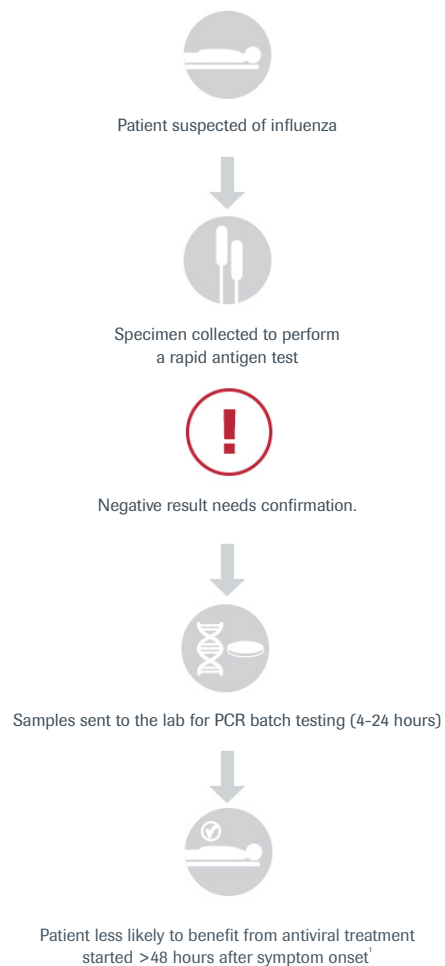 Patient suspected of influenza
Specimen collected to perform
a rapid antigen test
!
Negative result needs confirmation.
Samples sent to the lab for PCR batch testing (4-24 hours)
Patient less likely to benefit from antiviral treatment
started >48 hours after symptom onset¹